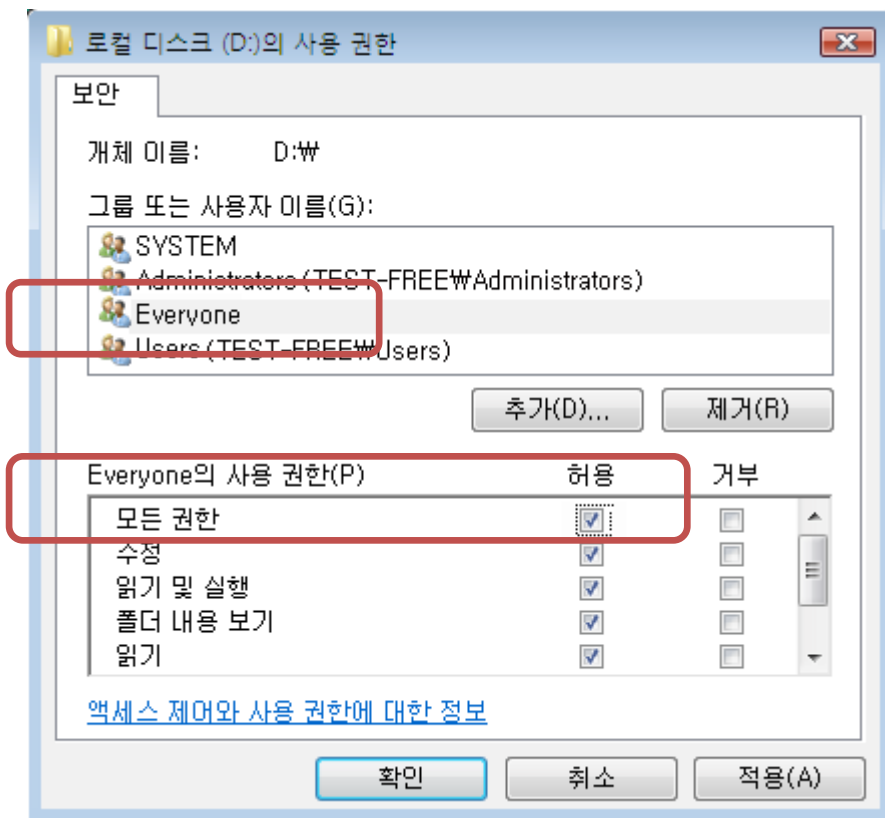 로컬 디스크 (D:)의 사용 권한
보안
개체 이름: D:₩
그룹 또는 사용자 이름(G):
SYSTEM
Administrators (TEST-FREE₩Administrators)
Everyone
Users (TEST-FREE₩Users)
추가(D)... 제거(R)
Everyone의 사용 권한(P) 허용 거부
모든 권한
수정
읽기 및 실행
폴더 내용 보기
읽기
액세스 제어와 사용 권한에 대한 정보
확인 취소 적용(A)